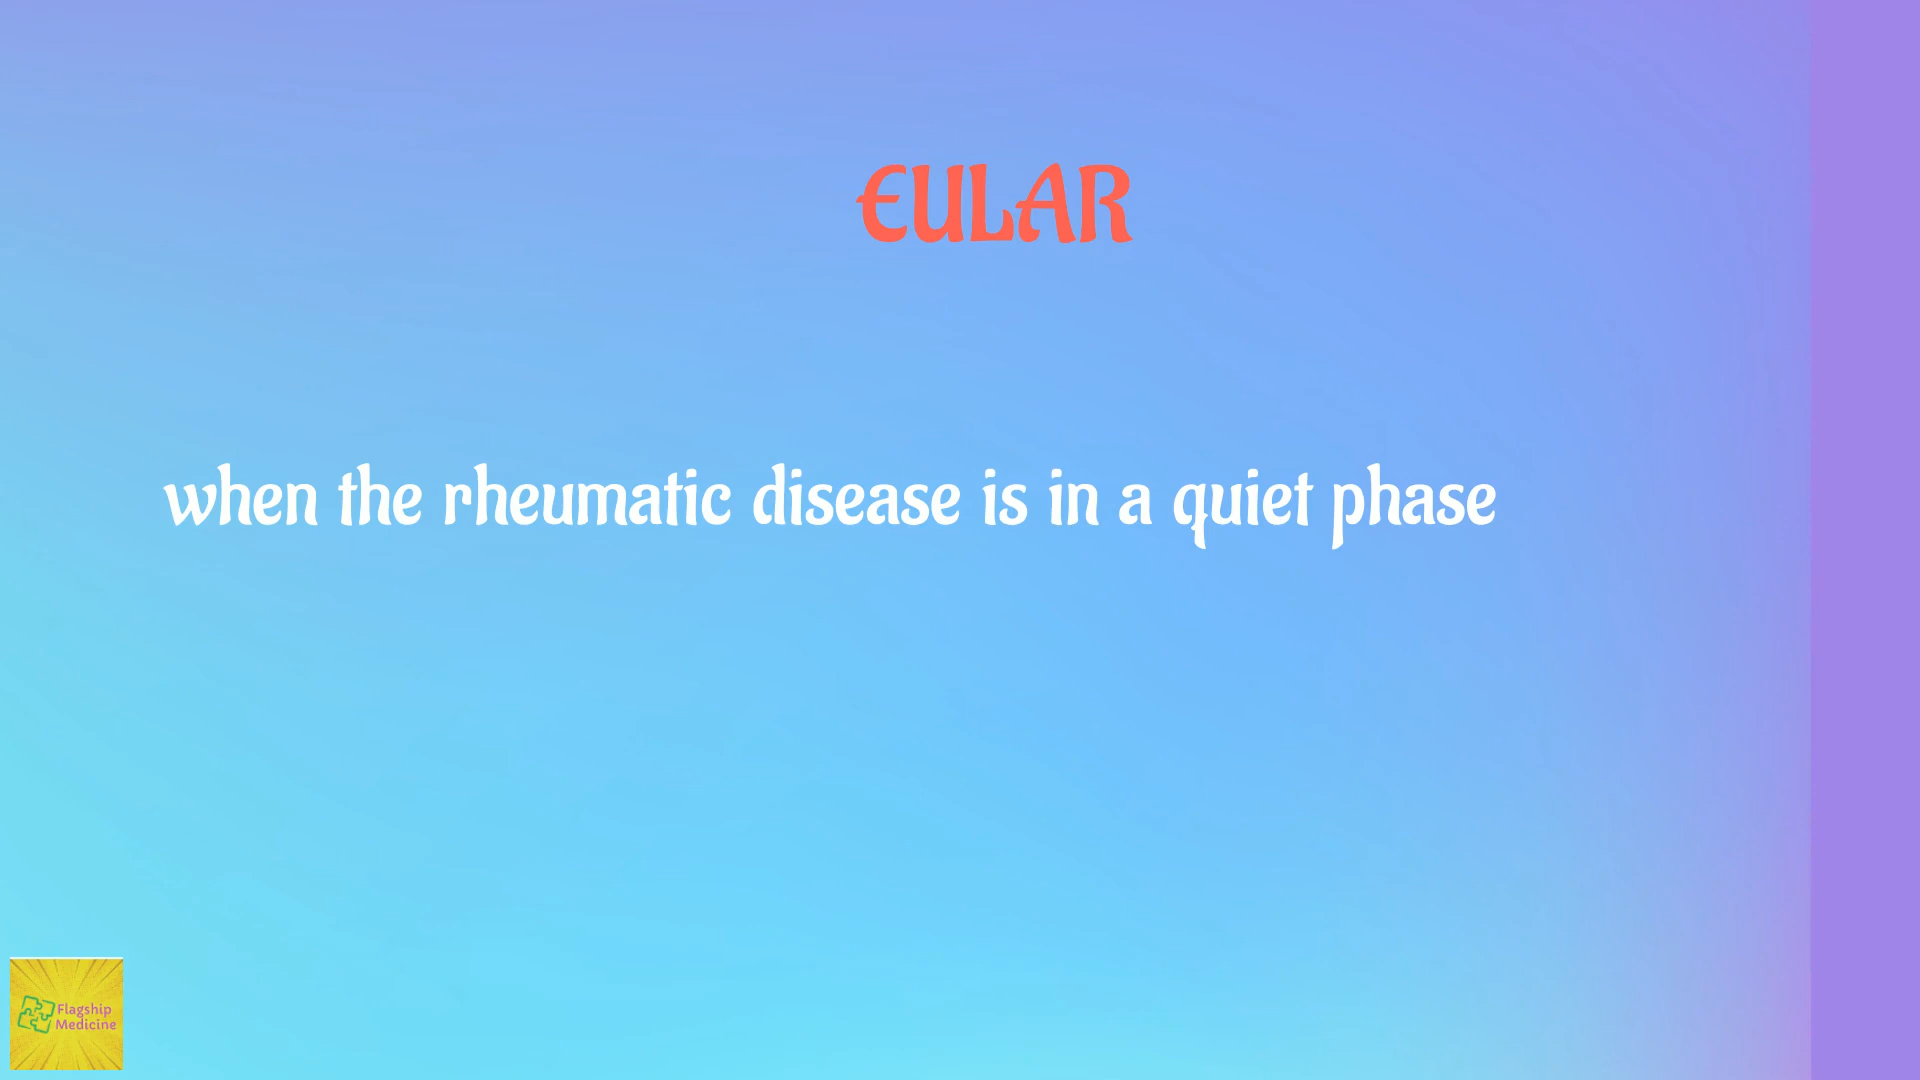 EULAR
when the rheumatic disease is in a quiet phase
Flagship
Medicine